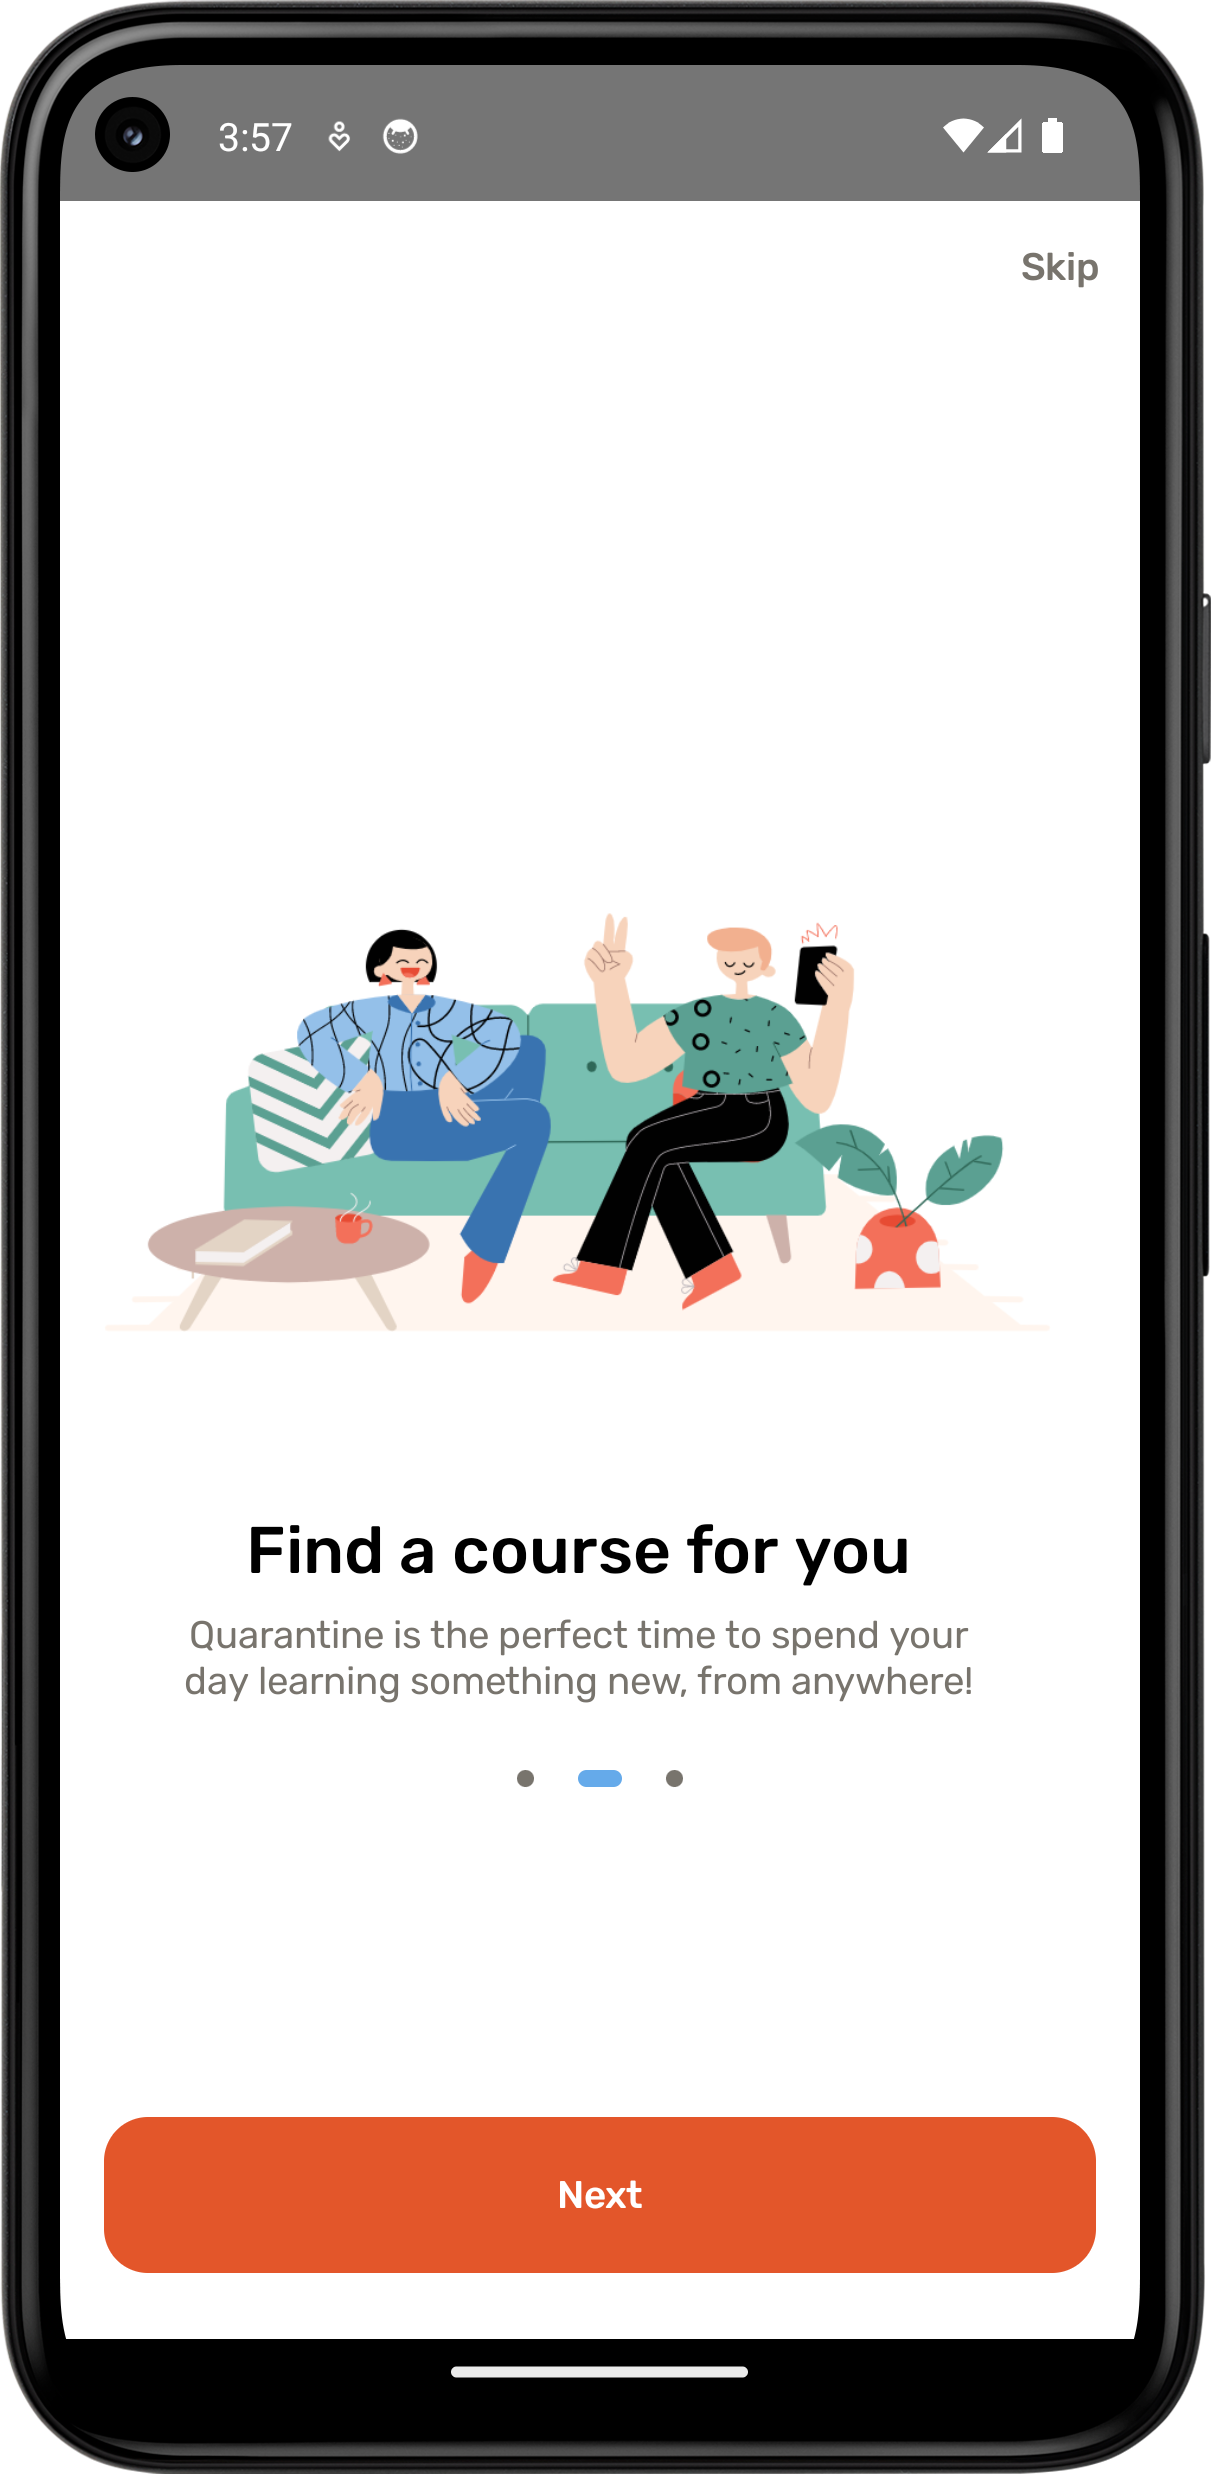 3:57
Skip
Find a course for you
Quarantine is the perfect time to spend your
day learning something new, from anywhere!
Next